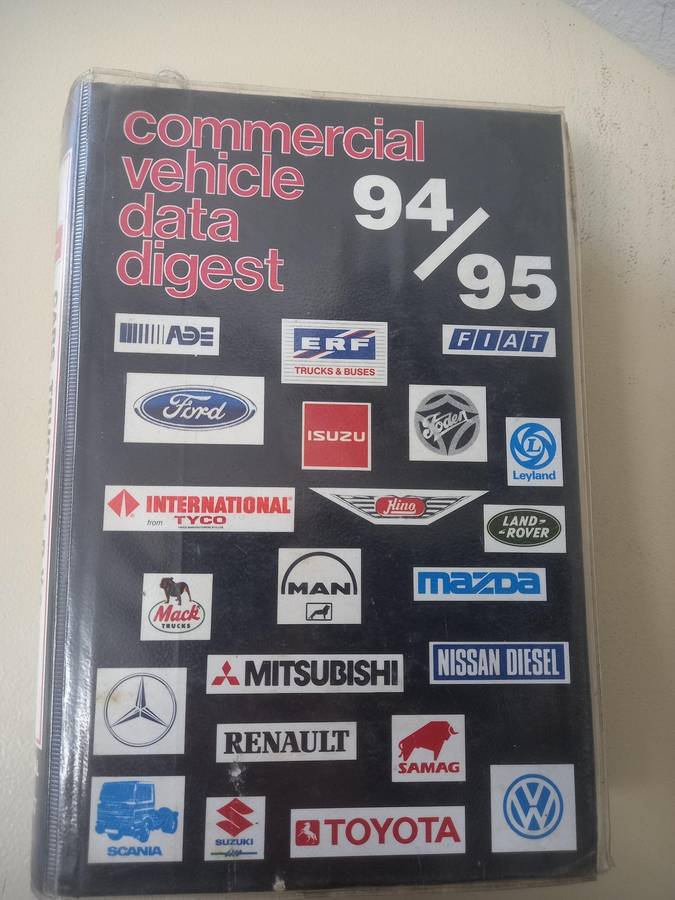 commercial
vehicle
data
digest
94/95
ADE
ERF
TRUCKS & BUSES
FIAT
Ford
ISUZU
Foden
L
Leyland
INTERNATIONAL
from TYCO
Hino
LAND
ROVER
Mack
TRUCKS
MAN
mazda
MITSUBISHI
NISSAN DIESEL
RENAULT
SAMAG
SCANIA
SUZUKI
TOYOTA
VW